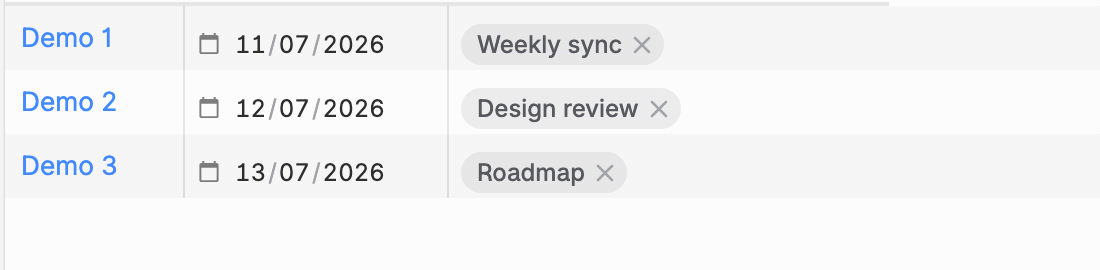 Demo 1 11/07/2026 Weekly sync
Demo 2 12/07/2026 Design review
Demo 3 13/07/2026 Roadmap